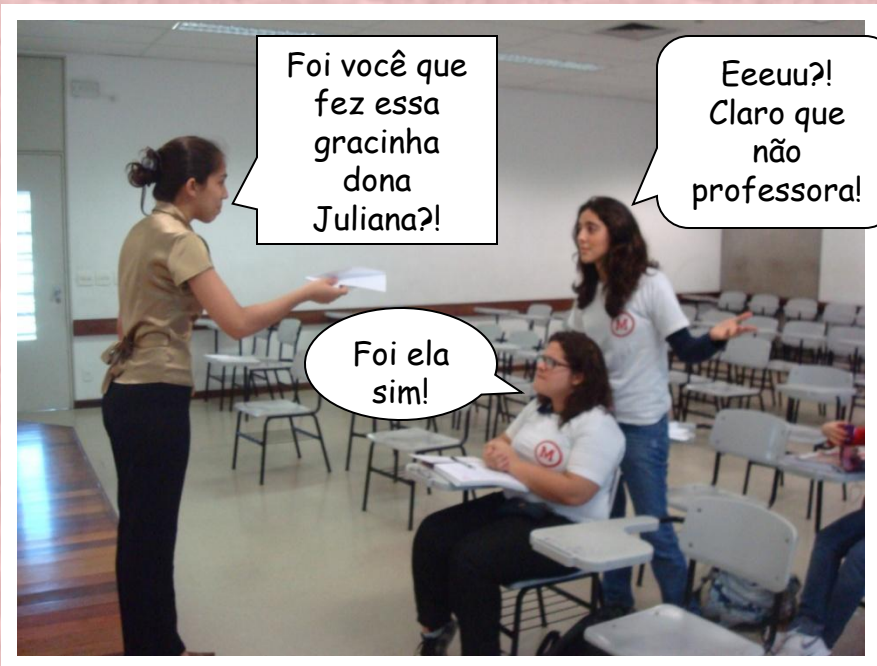 Foi você que
fez essa
gracinha
dona
Juliana?!
Eeeuu?!
Claro que
não
professora!
Foi ela
sim!
M
M